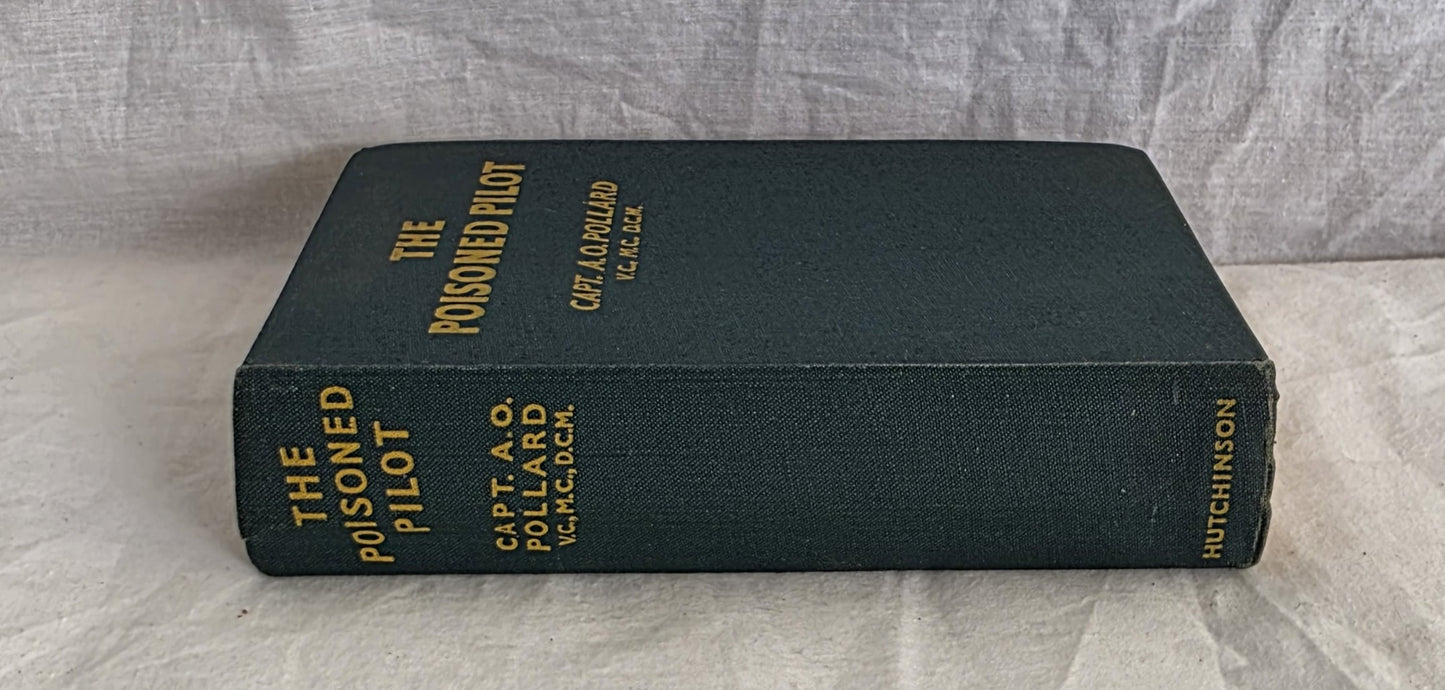 THE
POISONED PILOT
CAPT. A.O. POLLARD
V.C. M.C. D.C.M.
THE
POISONED
PILOT
CAPT. A.O.
POLLARD
V.C., M.C., D.C.M.
HUTCHINSON